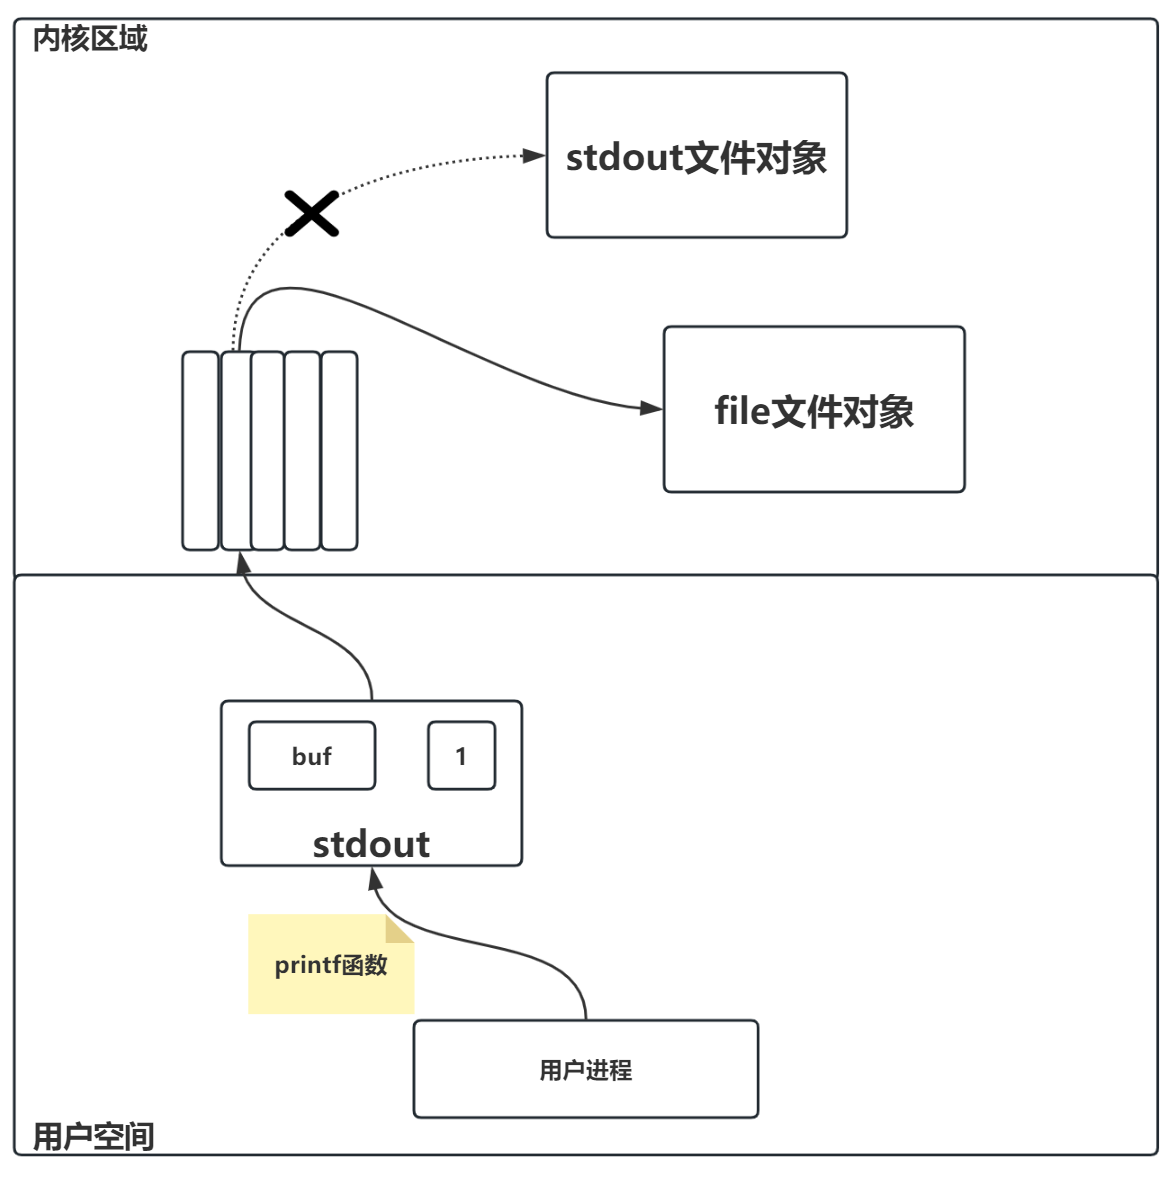 内核区域
stdout文件对象
file文件对象
buf
1
stdout
printf函数
用户进程
用户空间